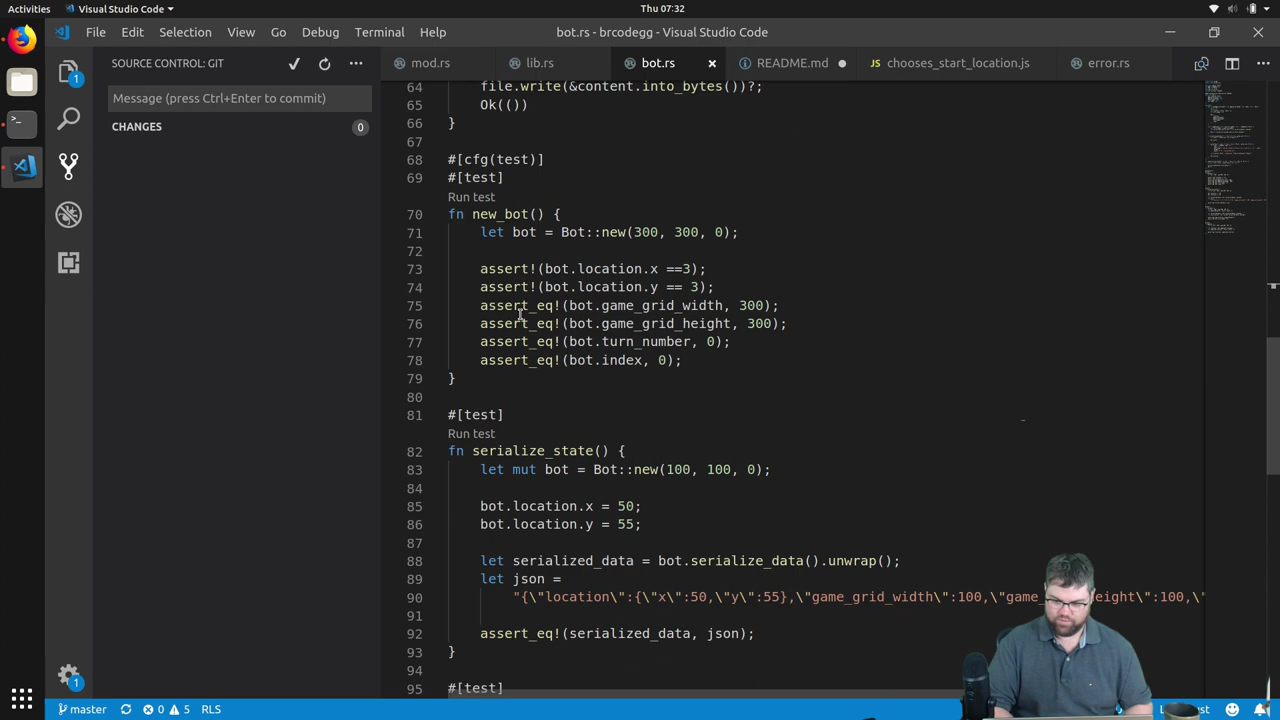 Activities
Visual Studio Code
Thu 07:32
File Edit Selection View Go Debug Terminal Help
bot.rs - brcodegg - Visual Studio Code
SOURCE CONTROL: GIT
mod.rs
lib.rs
bot.rs
README.md
chooses_start_location.js
error.rs
Message (press Ctrl+Enter to commit)
CHANGES
0
64 file.write(&content.into_bytes())?;
65 Ok(())
66 }
67
68 #[cfg(test)]
69 #[test]
Run test
70 fn new_bot() {
71 let bot = Bot::new(300, 300, 0);
72
73 assert!(bot.location.x ==3);
74 assert!(bot.location.y == 3);
75 assert_eq!(bot.game_grid_width, 300);
76 assert_eq!(bot.game_grid_height, 300);
77 assert_eq!(bot.turn_number, 0);
78 assert_eq!(bot.index, 0);
79 }
80
81 #[test]
Run test
82 fn serialize_state() {
83 let mut bot = Bot::new(100, 100, 0);
84
85 bot.location.x = 50;
86 bot.location.y = 55;
87
88 let serialized_data = bot.serialize_data().unwrap();
89 let json =
90 "{\"location\":{\"x\":50,\"y\":55},\"game_grid_width\":100,\"game_ eight\":100,\"
91
92 assert_eq!(serialized_data, json);
93 }
94
95 #[test]
1
1
master 0 5 RLS